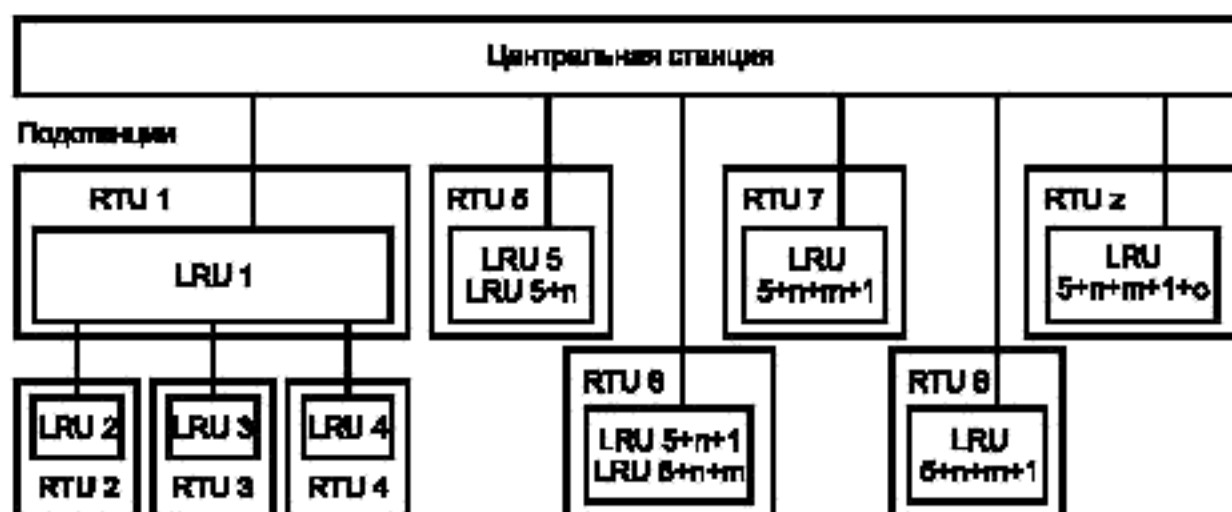 Центральная станция
Подстанции
RTU 1
LRU 1
LRU 2
RTU 2
LRU 3
RTU 3
LRU 4
RTU 4
RTU 5
LRU 5
LRU 5+n
RTU 6
LRU 5+n+1
LRU 5+n+m
RTU 7
LRU
5+n+m+1
RTU 8
LRU
5+n+m+1
RTU z
LRU
5+n+m+1+o